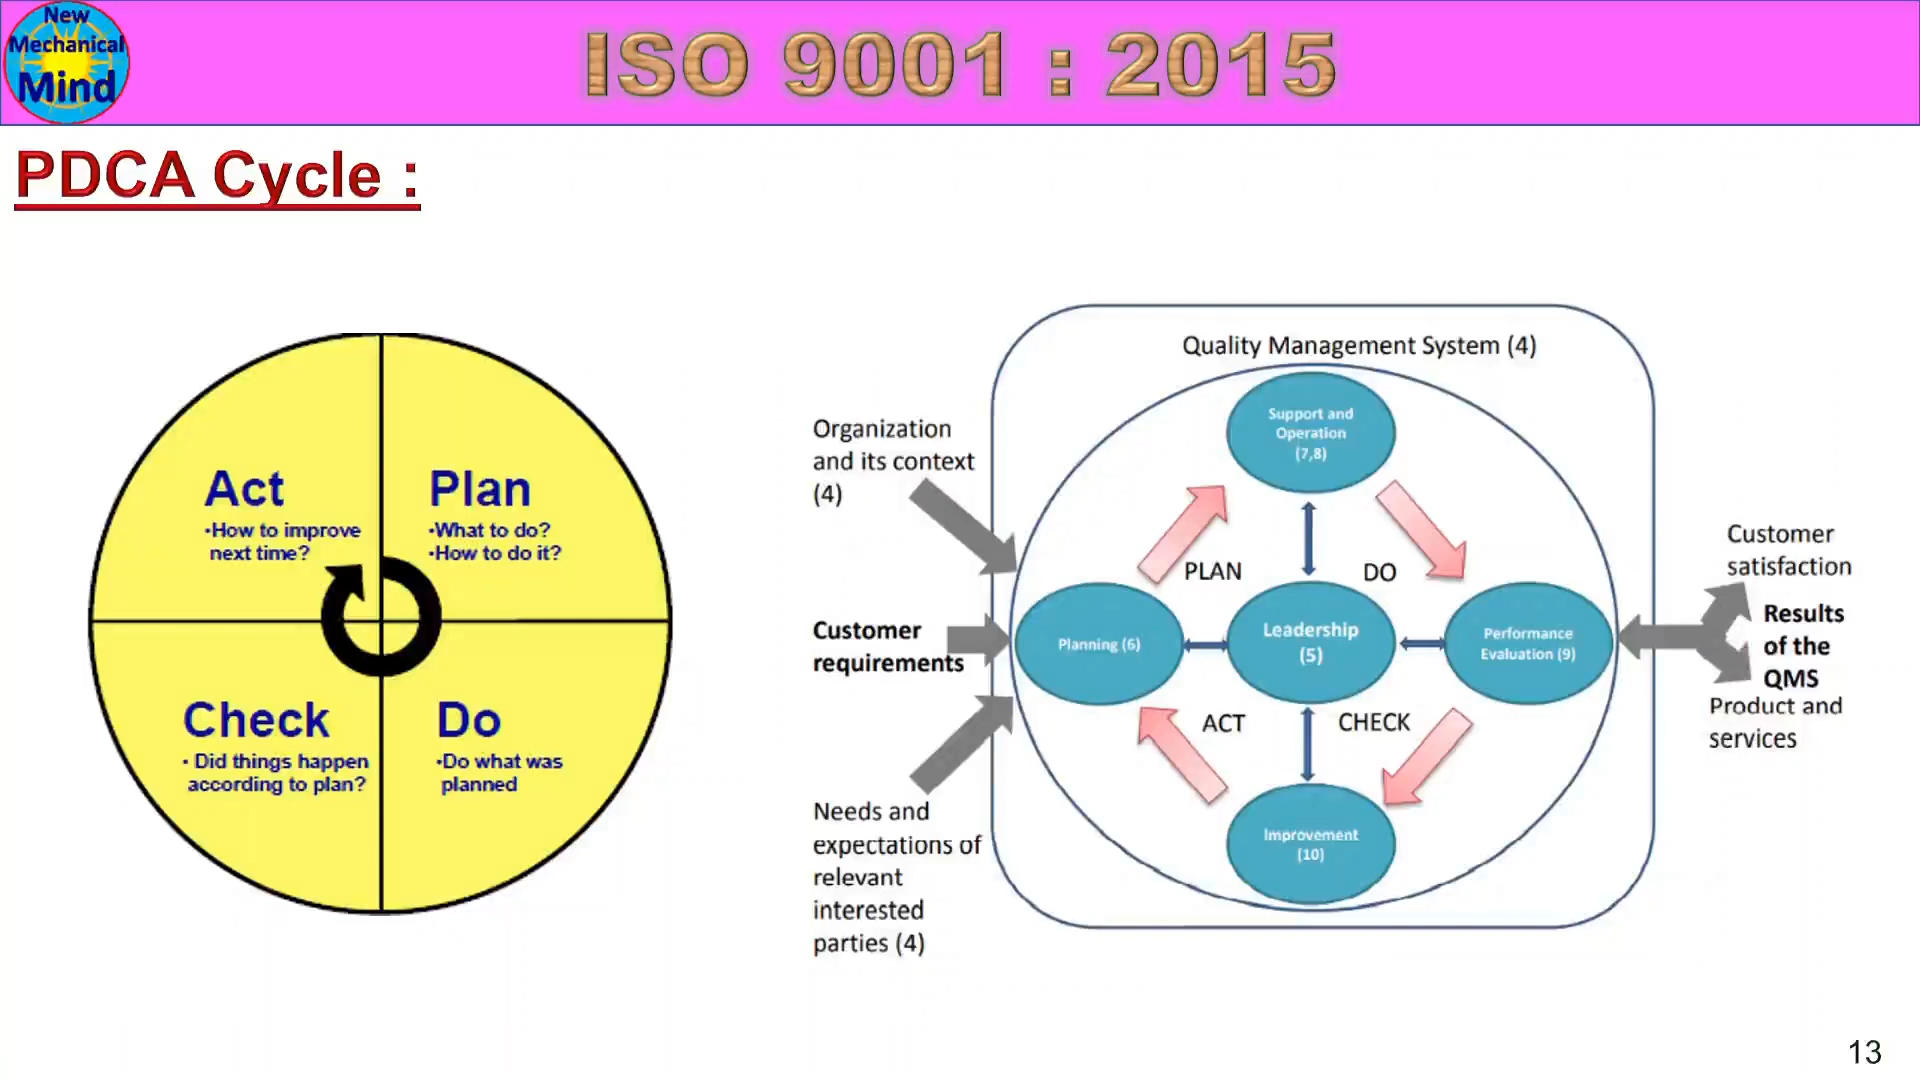 New
Mechanical
Mind
ISO 9001 : 2015
PDCA Cycle :
Act
•How to improve
next time?
Plan
•What to do?
•How to do it?
Check
• Did things happen
according to plan?
Do
•Do what was
planned
Quality Management System (4)
Organization
and its context
(4)
Customer
requirements
Needs and
expectations of
relevant
interested
parties (4)
Support and
Operation
(7,8)
PLAN
DO
Planning (6)
Leadership
(5)
Performance
Evaluation (9)
ACT
CHECK
Improvement
(10)
Customer
satisfaction
Results
of the
QMS
Product and
services
13